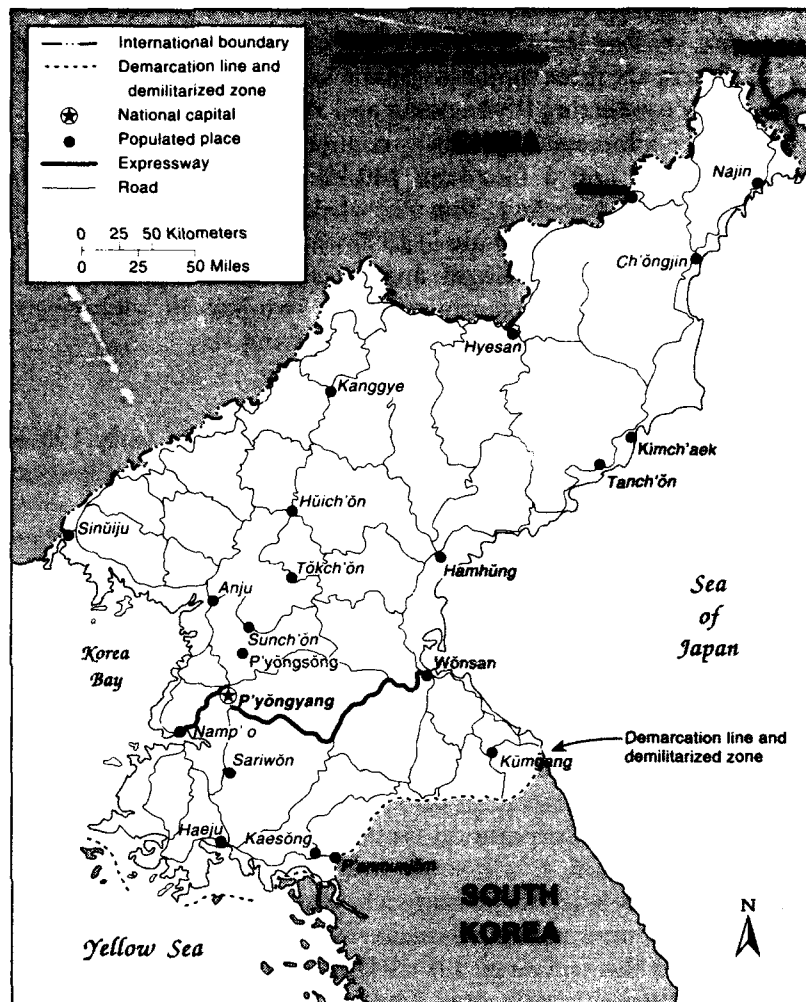 International boundary
Demarcation line and
demilitarized zone
National capital
Populated place
Expressway
Road
0 25 50 Kilometers
0 25 50 Miles
CHINA
Najin
Ch'ŏngjin
Hyesan
Kanggye
Kimch'aek
Tanch'ŏn
Hŭich'ŏn
Sinŭiju
Hamhŭng
Tŏkch'ŏn
Anju
Sea
of
Japan
Sunch'ŏn
Korea
Bay
P'yŏngsŏng
Wŏnsan
P'yŏngyang
Namp'o
Demarcation line and
demilitarized zone
Kŭmgang
Sariwŏn
Haeju
Kaesŏng
P'anmunjŏm
SOUTH
KOREA
N
Yellow Sea